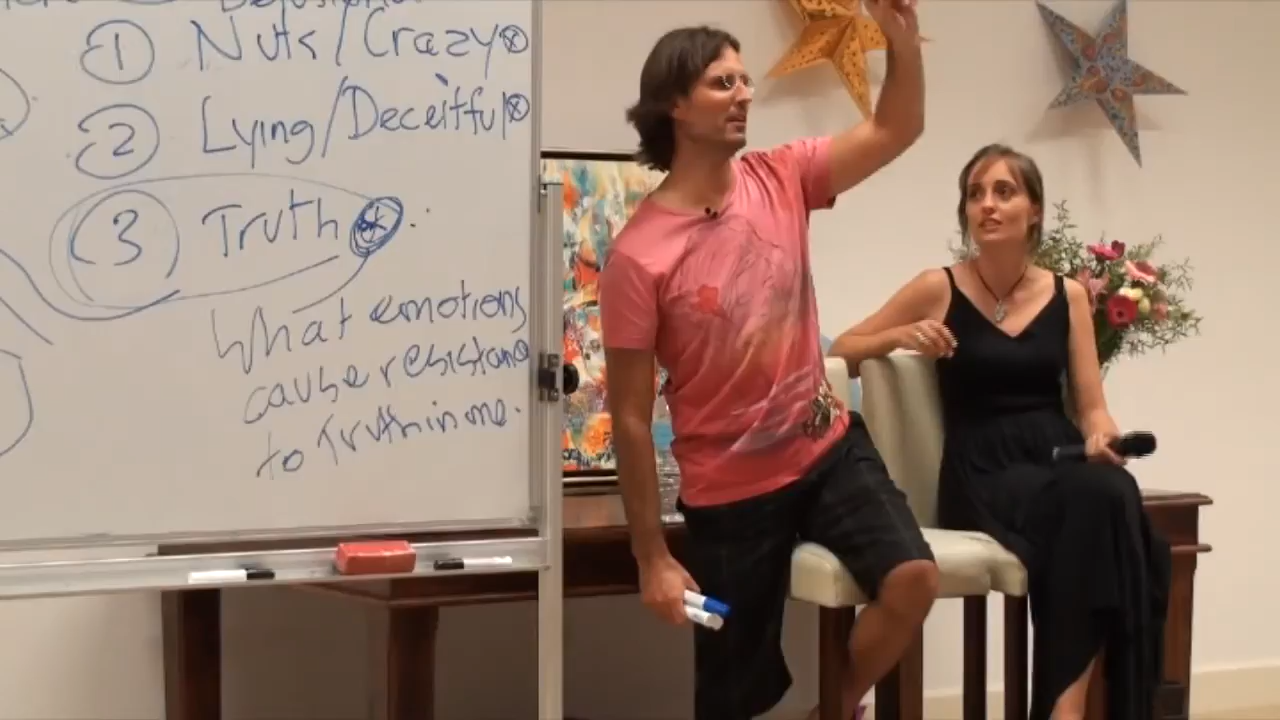 ① Nuts/Crazy ⊗
② Lying/Deceitful ⊗
③ Truth
What emotions
cause resistance
to Truth in me.